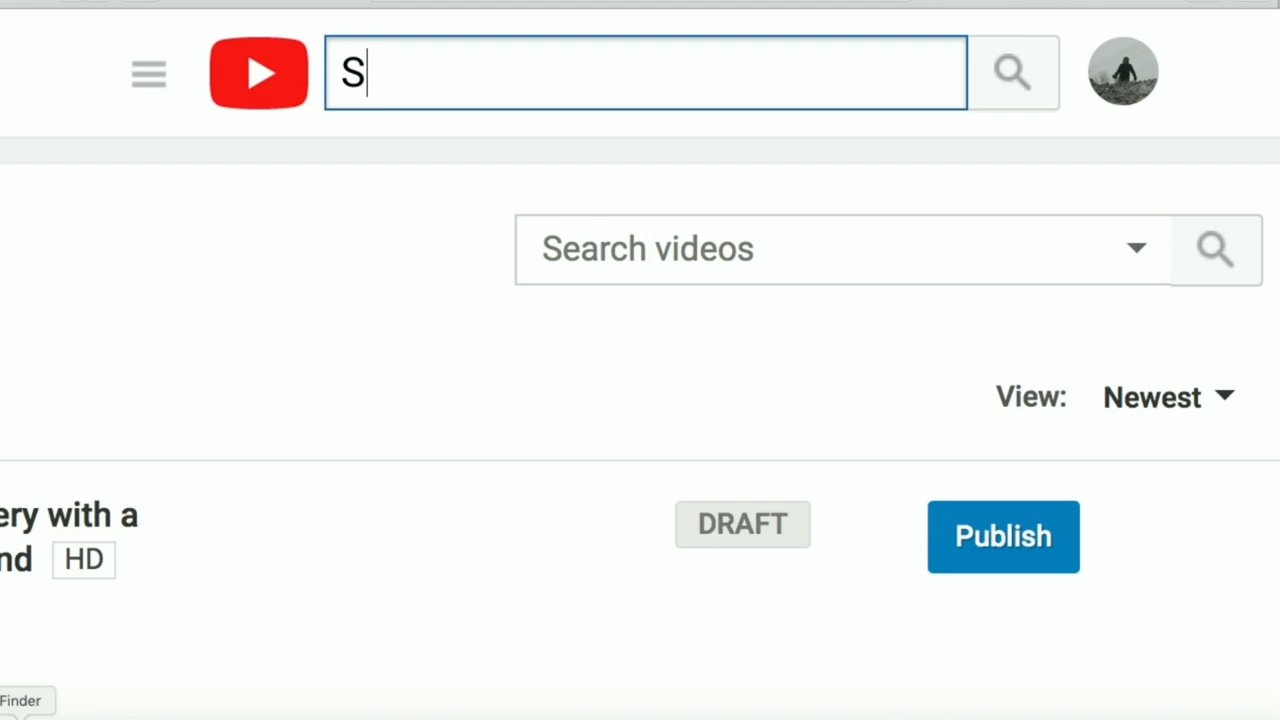 S
Search videos
View: Newest
ery with a
nd HD
DRAFT
Publish
Finder